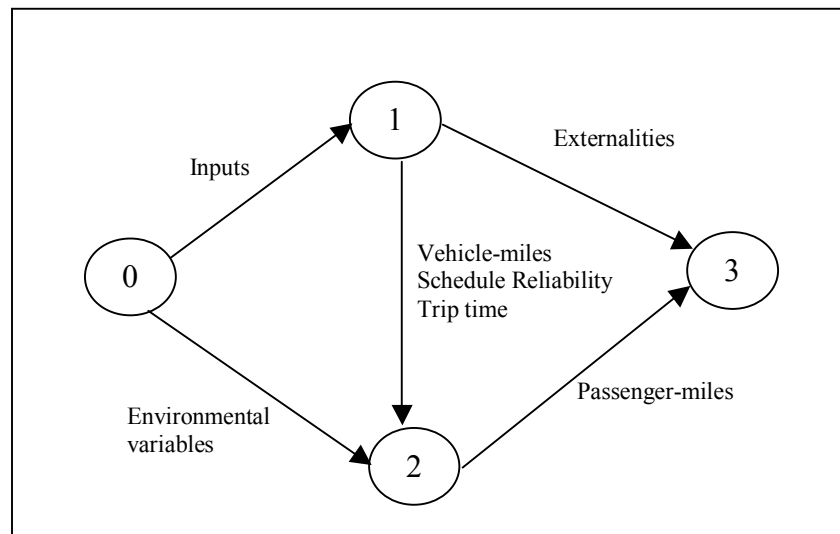 1
Externalities
Inputs
Vehicle-miles
Schedule Reliability
Trip time
0
3
Passenger-miles
Environmental
variables
2